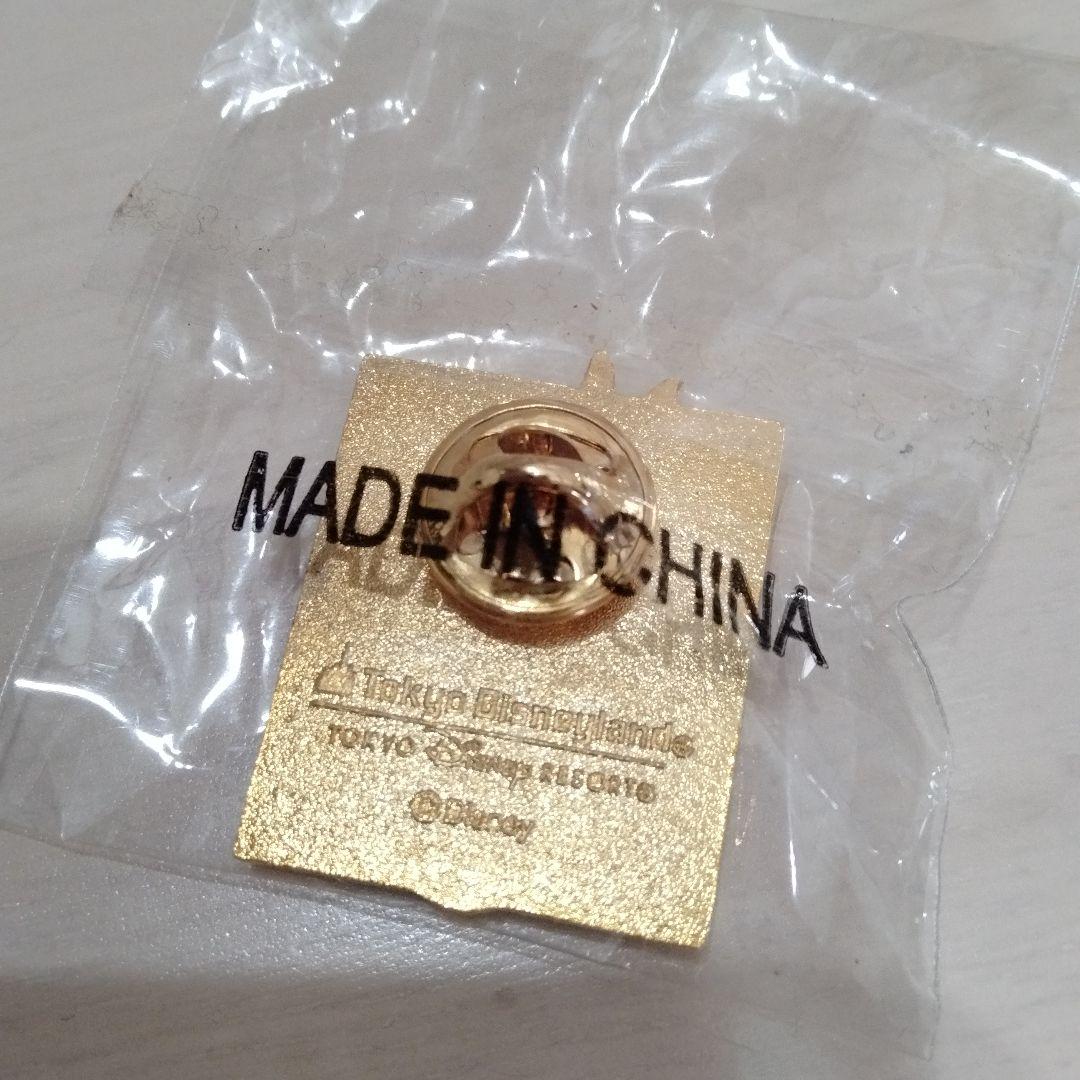 MADE IN CHINA
Tokyo Disneyland®
TOKYO Disney RESORT®
©Disney